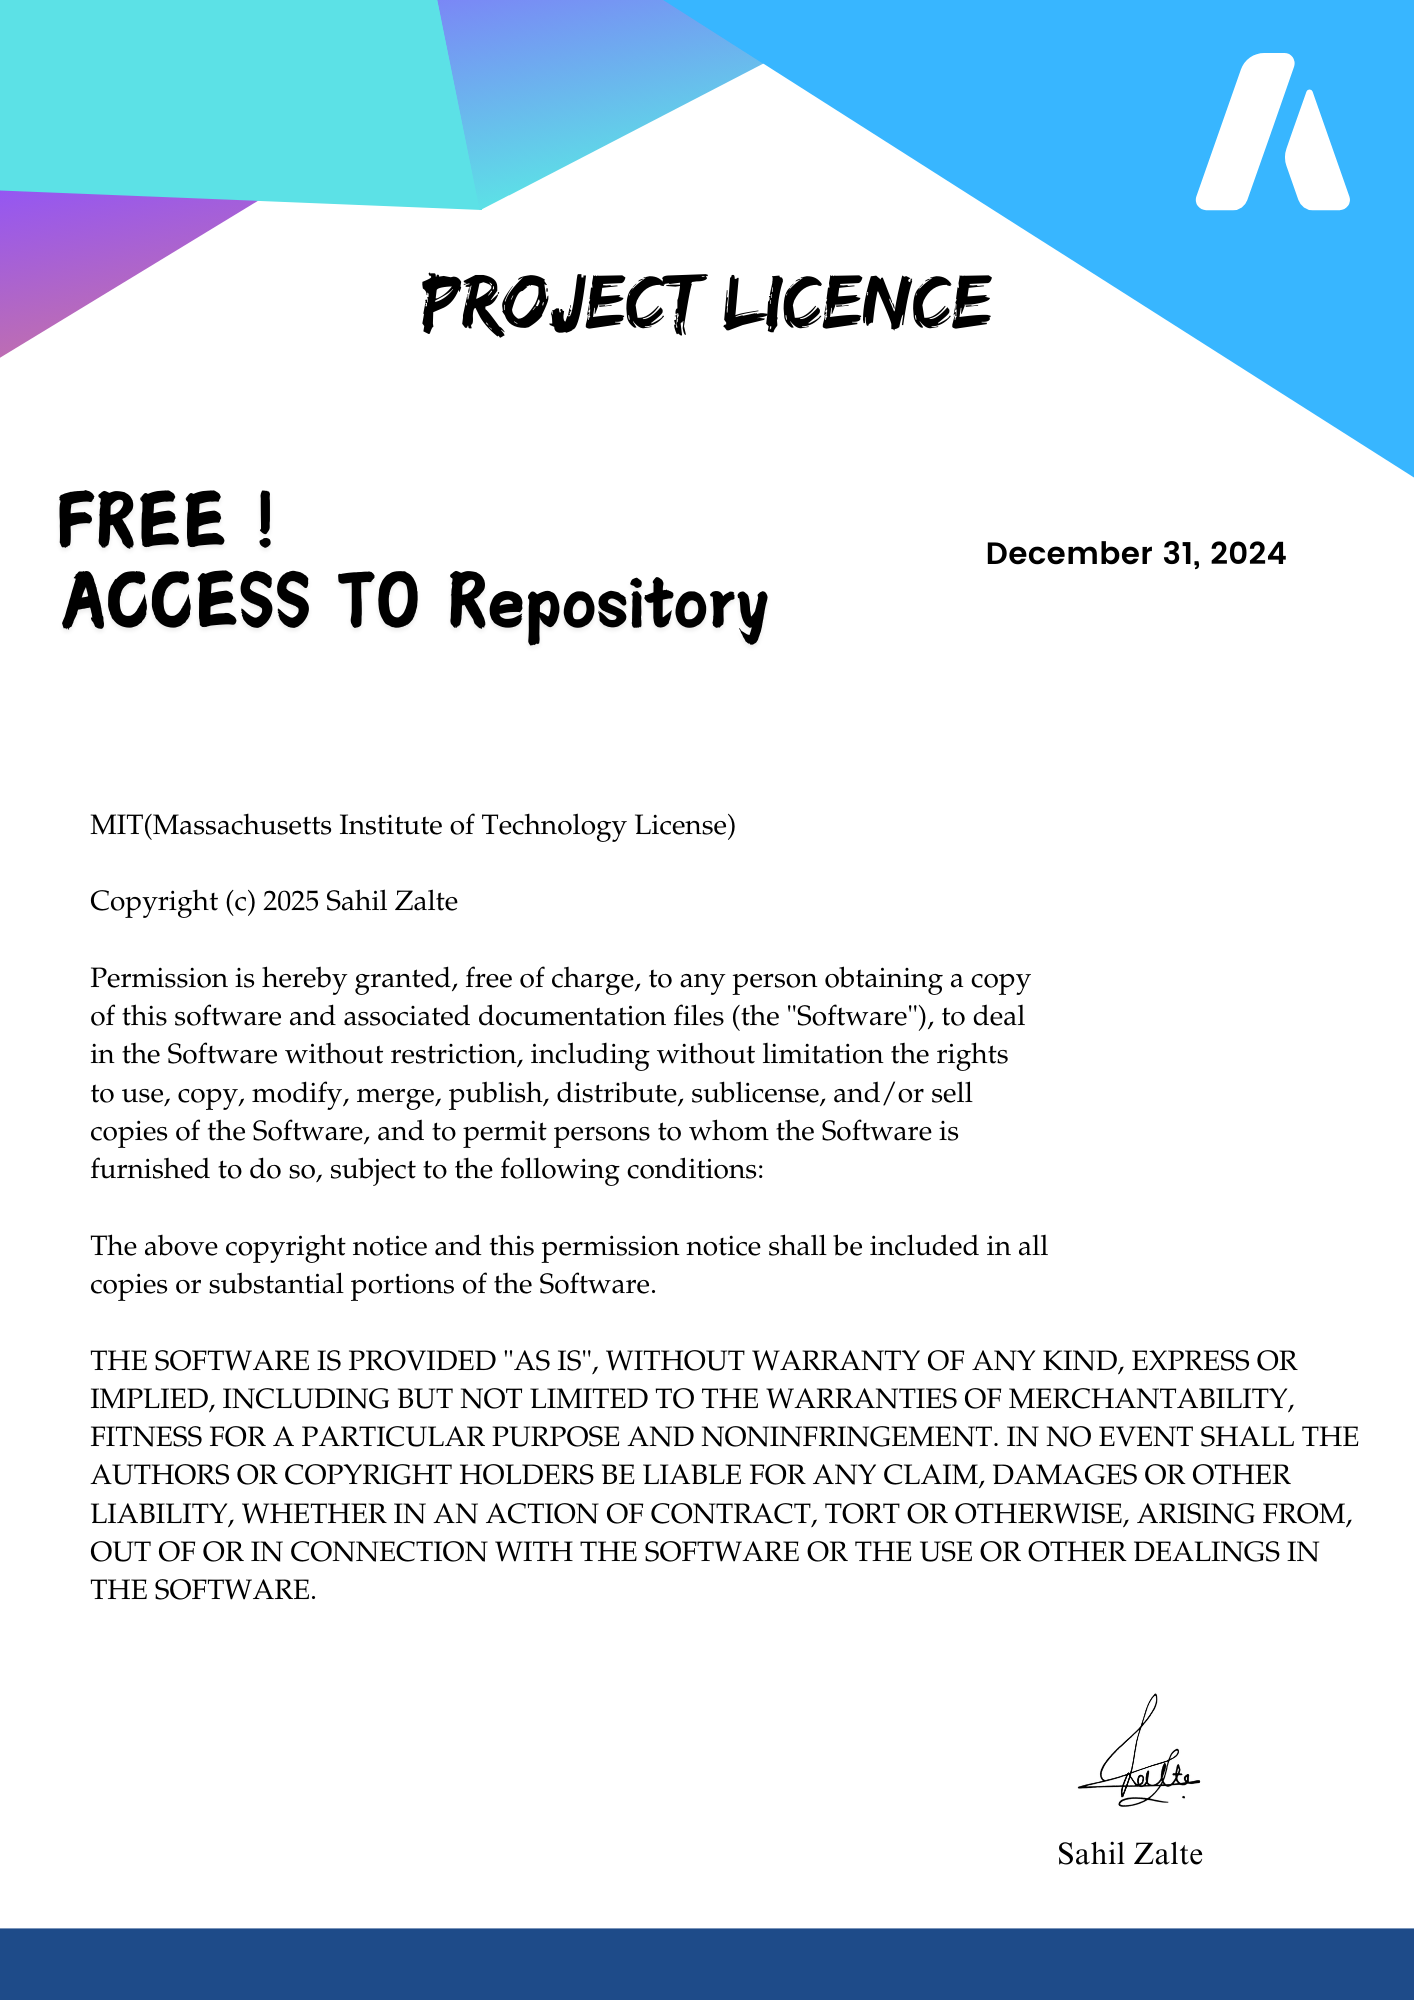 PROJECT LICENCE
FREE !
ACCESS TO Repository
December 31, 2024
MIT(Massachusetts Institute of Technology License)
Copyright (c) 2025 Sahil Zalte
Permission is hereby granted, free of charge, to any person obtaining a copy
of this software and associated documentation files (the "Software"), to deal
in the Software without restriction, including without limitation the rights
to use, copy, modify, merge, publish, distribute, sublicense, and/or sell
copies of the Software, and to permit persons to whom the Software is
furnished to do so, subject to the following conditions:
The above copyright notice and this permission notice shall be included in all
copies or substantial portions of the Software.
THE SOFTWARE IS PROVIDED "AS IS", WITHOUT WARRANTY OF ANY KIND, EXPRESS OR
IMPLIED, INCLUDING BUT NOT LIMITED TO THE WARRANTIES OF MERCHANTABILITY,
FITNESS FOR A PARTICULAR PURPOSE AND NONINFRINGEMENT. IN NO EVENT SHALL THE
AUTHORS OR COPYRIGHT HOLDERS BE LIABLE FOR ANY CLAIM, DAMAGES OR OTHER
LIABILITY, WHETHER IN AN ACTION OF CONTRACT, TORT OR OTHERWISE, ARISING FROM,
OUT OF OR IN CONNECTION WITH THE SOFTWARE OR THE USE OR OTHER DEALINGS IN
THE SOFTWARE.
Sahil Zalte